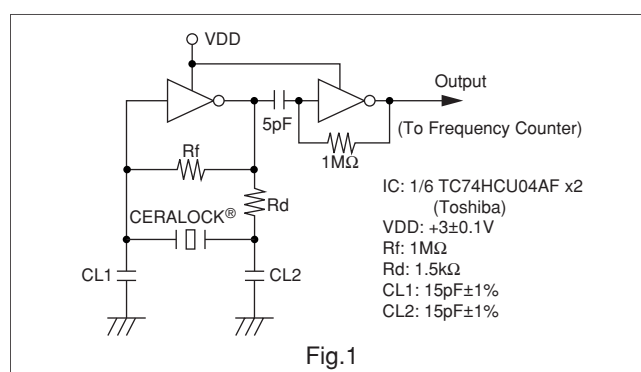 VDD
Output
5pF
(To Frequency Counter)
Rf
1MΩ
Rd
IC: 1/6 TC74HCU04AF x2
(Toshiba)
CERALOCK®
VDD: +3±0.1V
Rf: 1MΩ
Rd: 1.5kΩ
CL1
CL2
CL1: 15pF±1%
CL2: 15pF±1%
Fig.1